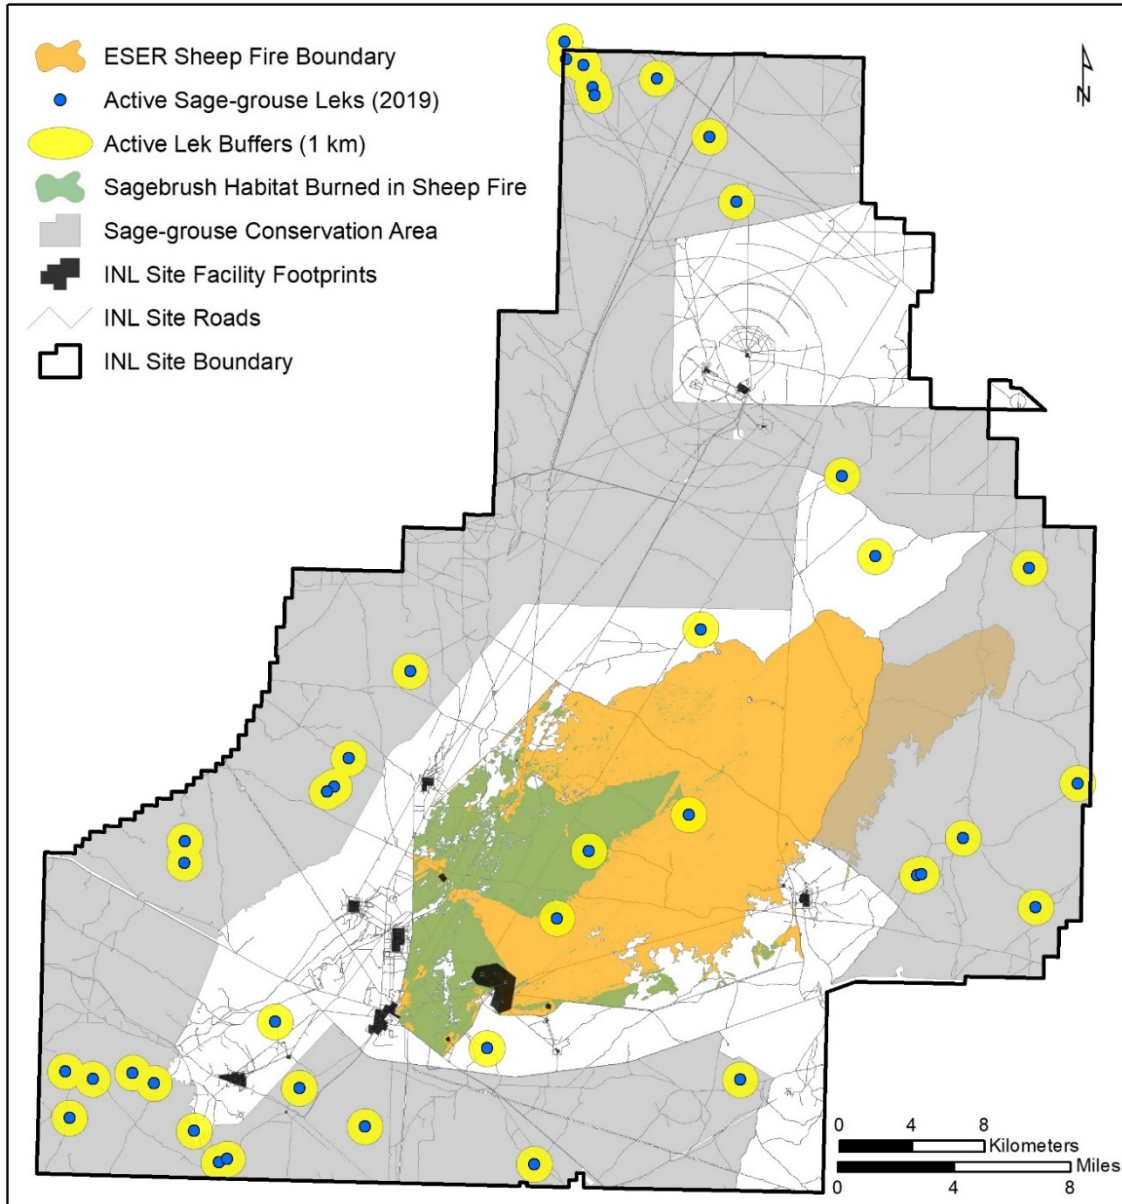 ESER Sheep Fire Boundary
Active Sage-grouse Leks (2019)
Active Lek Buffers (1 km)
Sagebrush Habitat Burned in Sheep Fire
Sage-grouse Conservation Area
INL Site Facility Footprints
INL Site Roads
INL Site Boundary
N
0 4 8
Kilometers
Miles
0 4 8